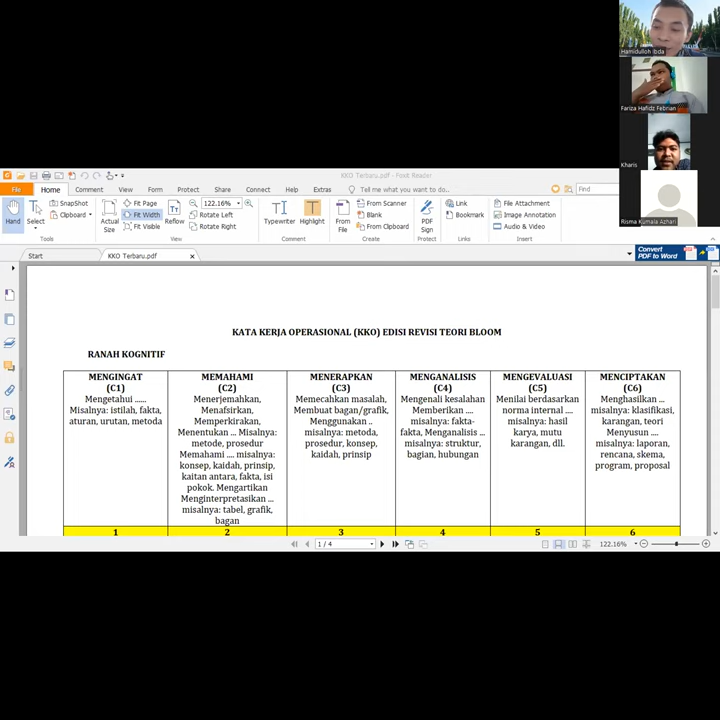 Hamidulloh Ibda
Fariza Hafidz Febrian
Kharis
Risma Kumala Azhari
KKO Terbaru.pdf - Foxit Reader
File Home Comment View Form Protect Share Connect Help Extras Tell me what you want to do.. Find
Hand
Select
SnapShot
Clipboard
Tools
Actual Size
Fit Page
Fit Width
Fit Visible
Reflow
122.16%
Rotate Left
Rotate Right
View
Typewriter
Highlight
Comment
From File
From Scanner
Blank
From Clipboard
Create
PDF Sign
Protect
Link
Bookmark
Links
File Attachment
Image Annotation
Audio & Video
Insert
Start
KKO Terbaru.pdf
Convert
PDF to Word
KATA KERJA OPERASIONAL (KKO) EDISI REVISI TEORI BLOOM
RANAH KOGNITIF
MENGINGAT
(C1)
Mengetahui ......
Misalnya: istilah, fakta,
aturan, urutan, metoda
MEMAHAMI
(C2)
Menerjemahkan,
Menafsirkan,
Memperkirakan,
Menentukan ... Misalnya:
metode, prosedur
Memahami .... misalnya:
konsep, kaidah, prinsip,
kaitan antara, fakta, isi
pokok. Mengartikan
Menginterpretasikan ...
misalnya: tabel, grafik,
bagan
MENERAPKAN
(C3)
Memecahkan masalah,
Membuat bagan/grafik,
Menggunakan ..
misalnya: metoda,
prosedur, konsep,
kaidah, prinsip
MENGANALISIS
(C4)
Mengenali kesalahan
Memberikan ....
misalnya: fakta-
fakta, Menganalisis ...
misalnya: struktur,
bagian, hubungan
MENGEVALUASI
(C5)
Menilai berdasarkan
norma internal ....
misalnya: hasil
karya, mutu
karangan, dll.
MENCIPTAKAN
(C6)
Menghasilkan ...
misalnya: klasifikasi,
karangan, teori
Menyusun ....
misalnya: laporan,
rencana, skema,
program, proposal
1 2 3 4 5 6
1 / 4
122.16%